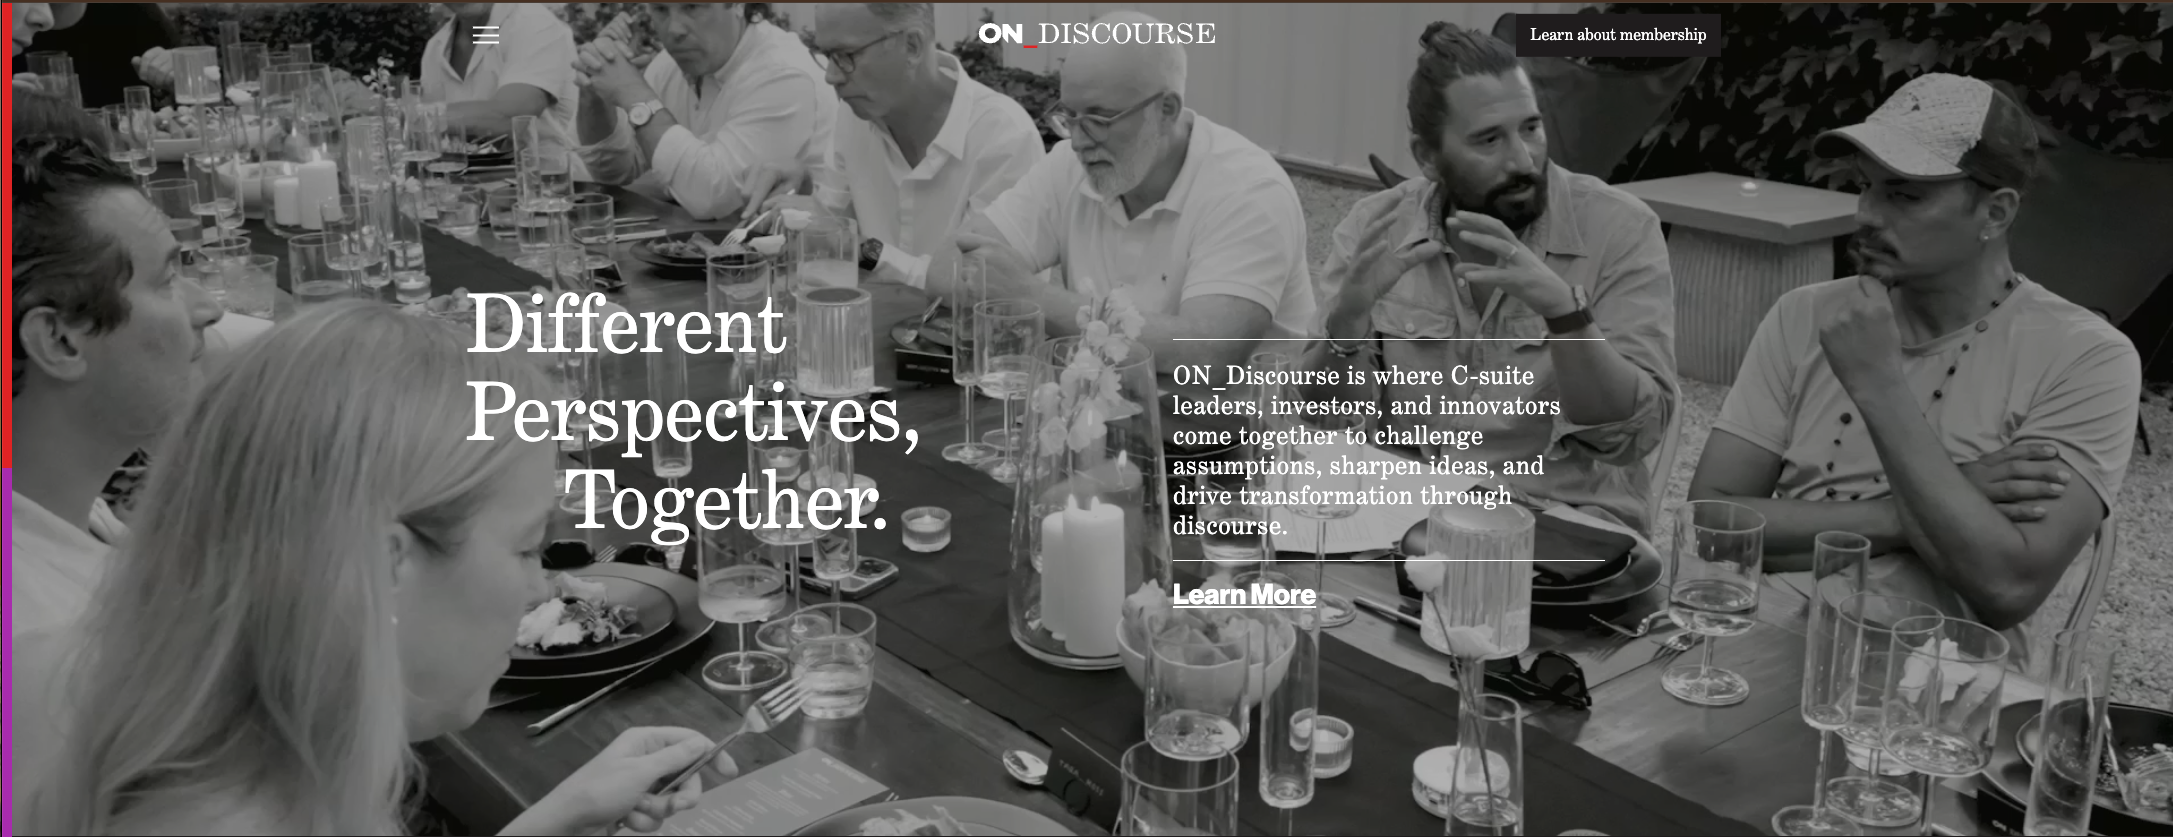 ON_DISCOURSE
Learn about membership
Different
Perspectives,
Together.
ON_Discourse is where C-suite
leaders, investors, and innovators
come together to challenge
assumptions, sharpen ideas, and
drive transformation through
discourse.
Learn More